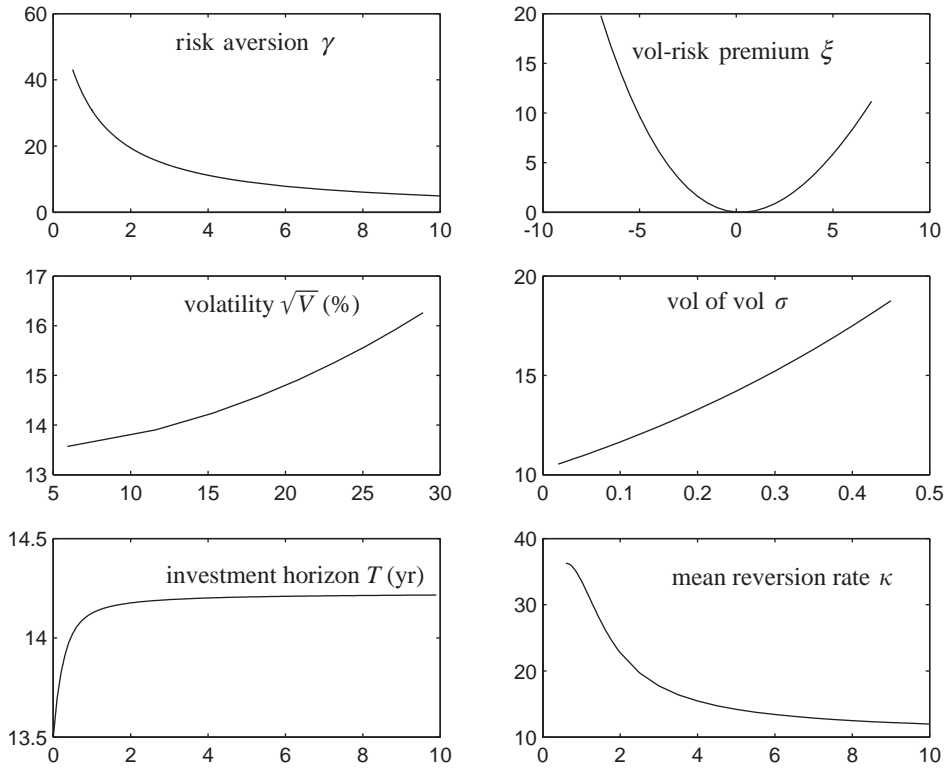 60
40
20
0
0 2 4 6 8 10
risk aversion γ
20
15
10
5
0
-10 -5 0 5 10
vol-risk premium ξ
17
16
15
14
13
5 10 15 20 25 30
volatility √V (%)
20
15
10
0 0.1 0.2 0.3 0.4 0.5
vol of vol σ
14.5
14
13.5
0 2 4 6 8 10
investment horizon T (yr)
40
30
20
10
0 2 4 6 8 10
mean reversion rate κ